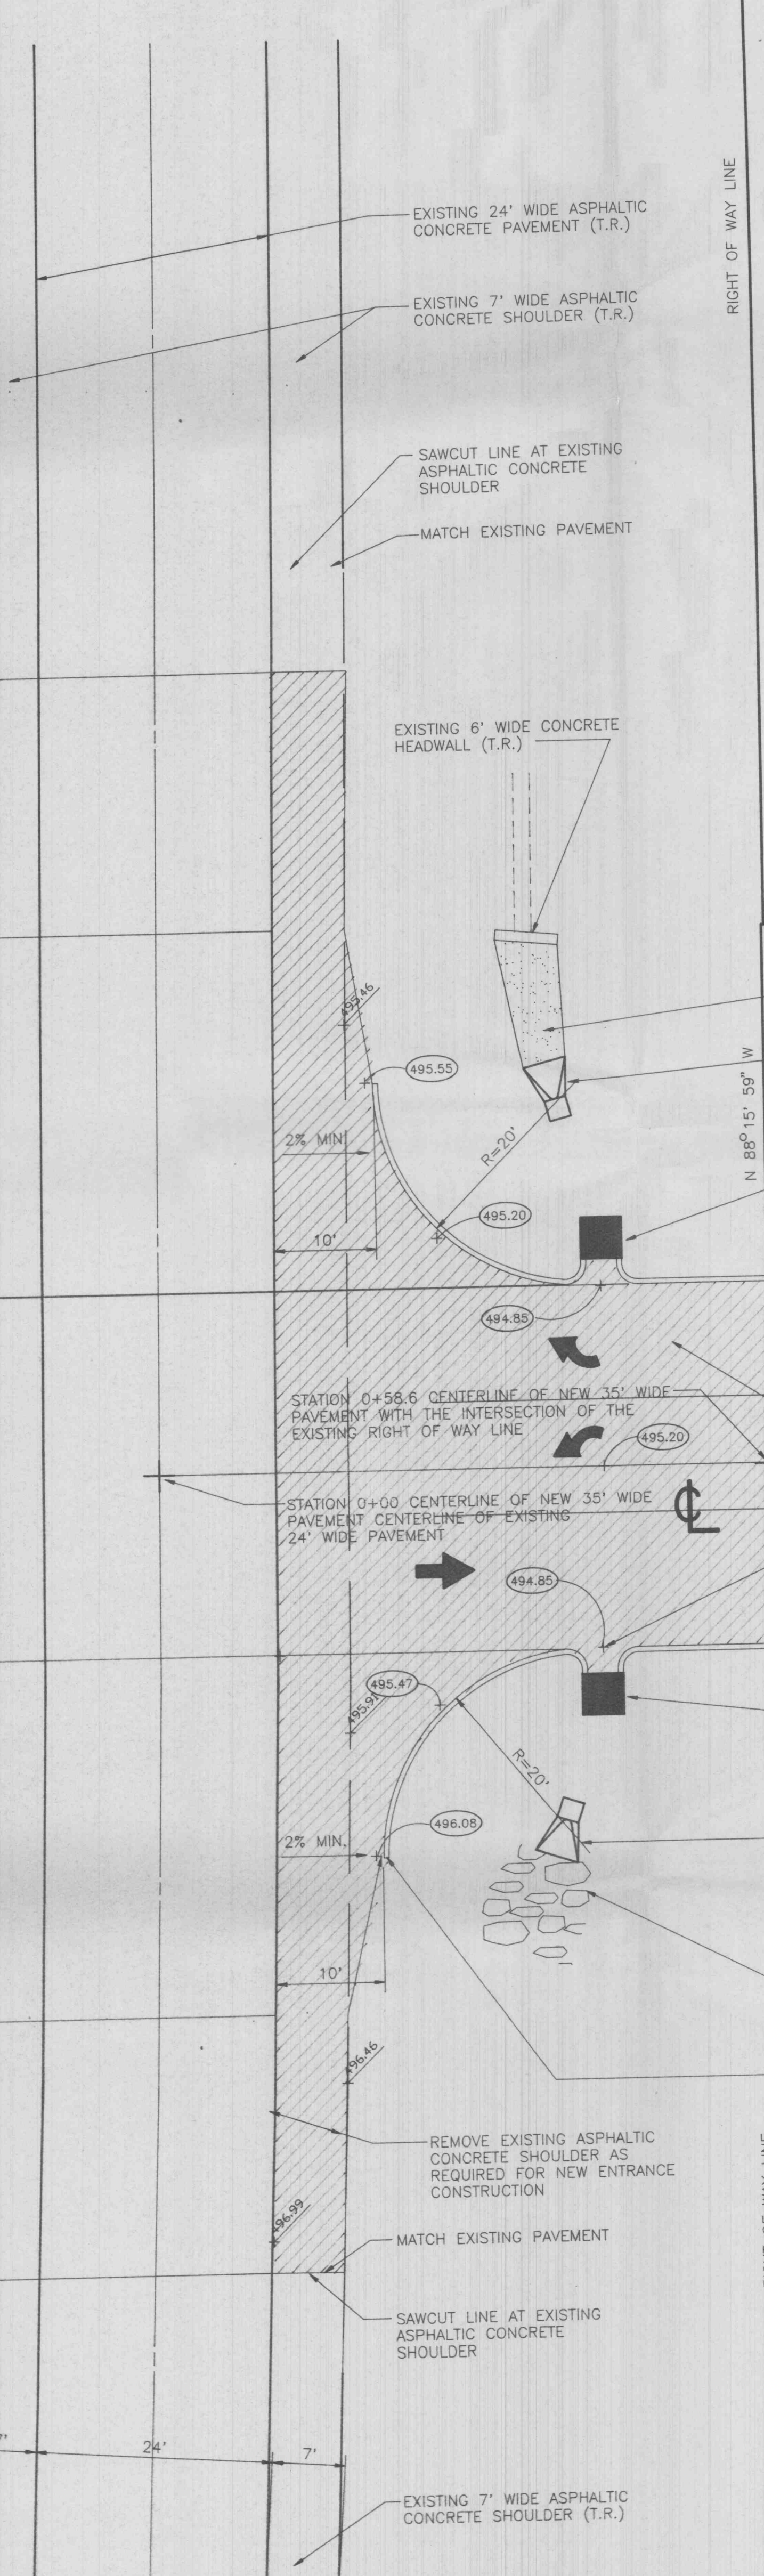 RIGHT OF WAY LINE
EXISTING 24' WIDE ASPHALTIC
CONCRETE PAVEMENT (T.R.)
EXISTING 7' WIDE ASPHALTIC
CONCRETE SHOULDER (T.R.)
SAWCUT LINE AT EXISTING
ASPHALTIC CONCRETE
SHOULDER
MATCH EXISTING PAVEMENT
EXISTING 6' WIDE CONCRETE
HEADWALL (T.R.)
495.46
495.55
N 88° 15' 59" W
2% MIN.
R=20'
495.20
10'
494.85
STATION 0+58.6 CENTERLINE OF NEW 35' WIDE
PAVEMENT WITH THE INTERSECTION OF THE
EXISTING RIGHT OF WAY LINE
495.20
STATION 0+00 CENTERLINE OF NEW 35' WIDE
PAVEMENT CENTERLINE OF EXISTING
24' WIDE PAVEMENT
494.85
495.47
R=20'
496.08
2% MIN.
10'
496.46
REMOVE EXISTING ASPHALTIC
CONCRETE SHOULDER AS
REQUIRED FOR NEW ENTRANCE
CONSTRUCTION
496.99
MATCH EXISTING PAVEMENT
SAWCUT LINE AT EXISTING
ASPHALTIC CONCRETE
SHOULDER
24'
7'
EXISTING 7' WIDE ASPHALTIC
CONCRETE SHOULDER (T.R.)